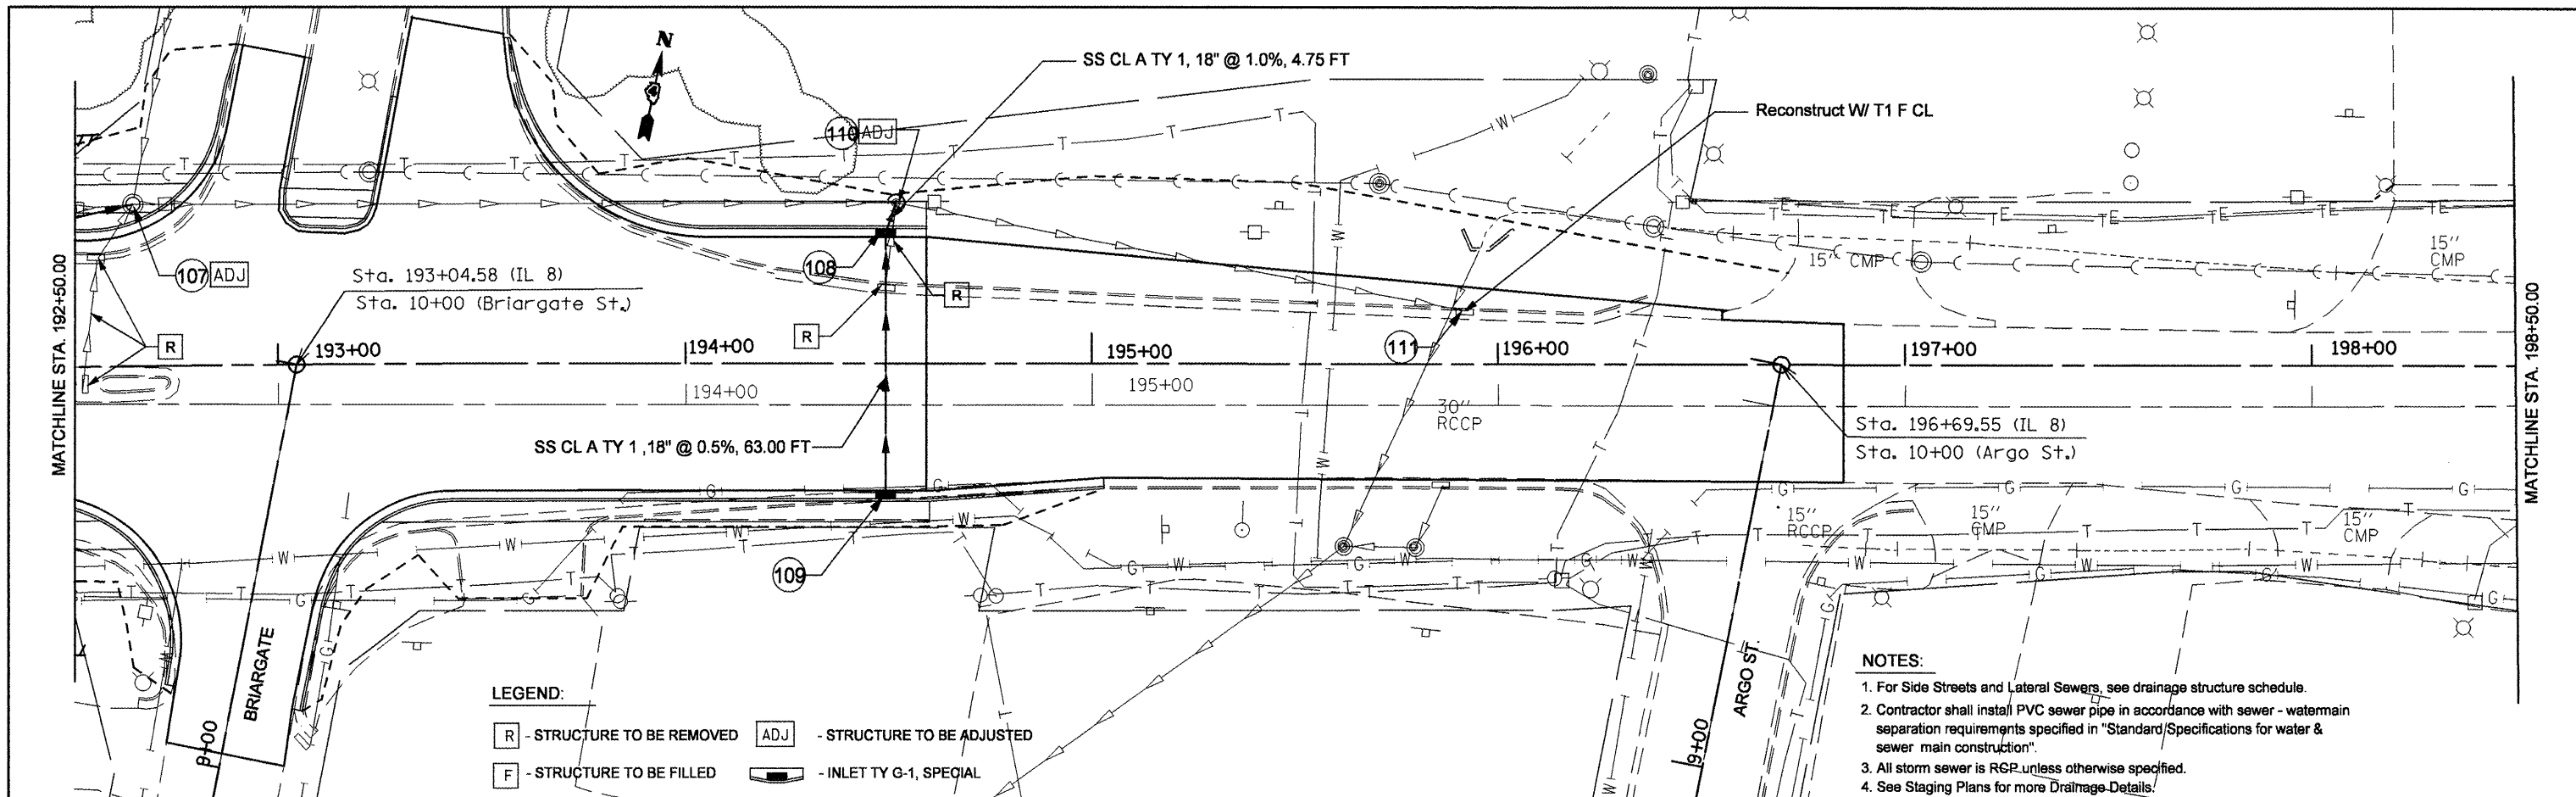 N
SS CL A TY 1, 18" @ 1.0%, 4.75 FT
Reconstruct W/ T1 F CL
110 ADJ
107 ADJ
108
R
R
R
Sta. 193+04.58 (IL 8)
Sta. 10+00 (Briargate St.)
MATCHLINE STA. 192+50.00
MATCHLINE STA. 198+50.00
15" CMP
15"
CMP
193+00
194+00
195+00
111
196+00
197+00
198+00
194+00
195+00
30"
RCCP
SS CL A TY 1 ,18" @ 0.5%, 63.00 FT
Sta. 196+69.55 (IL 8)
Sta. 10+00 (Argo St.)
109
15"
RCCP
15"
CMP
15"
CMP
BRIARGATE
9+00
ARGO ST.
9+00
LEGEND:
R - STRUCTURE TO BE REMOVED ADJ - STRUCTURE TO BE ADJUSTED
F - STRUCTURE TO BE FILLED - INLET TY G-1, SPECIAL
NOTES:
1. For Side Streets and Lateral Sewers, see drainage structure schedule.
2. Contractor shall install PVC sewer pipe in accordance with sewer - watermain
separation requirements specified in "Standard Specifications for water &
sewer main construction".
3. All storm sewer is RCP unless otherwise specified.
4. See Staging Plans for more Drainage Details.